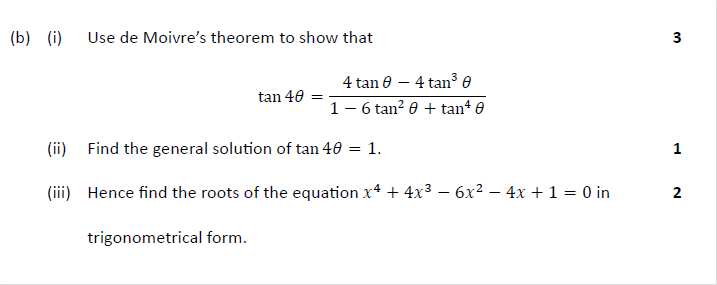 (b) (i) Use de Moivre's theorem to show that 3
tan 4θ = (4 tan θ − 4 tan³ θ) / (1 − 6 tan² θ + tan⁴ θ)
(ii) Find the general solution of tan 4θ = 1. 1
(iii) Hence find the roots of the equation x⁴ + 4x³ − 6x² − 4x + 1 = 0 in 2
trigonometrical form.